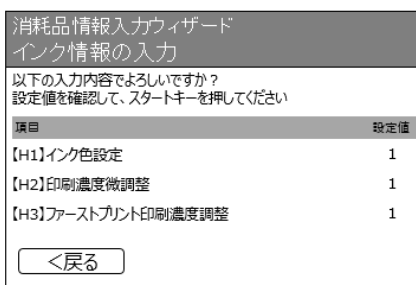 消耗品情報入力ウィザード
インク情報の入力
以下の入力内容でよろしいですか？
設定値を確認して、スタートキーを押してください
項目 設定値
【H1】インク色設定 1
【H2】印刷濃度微調整 1
【H3】ファーストプリント印刷濃度調整 1
<戻る